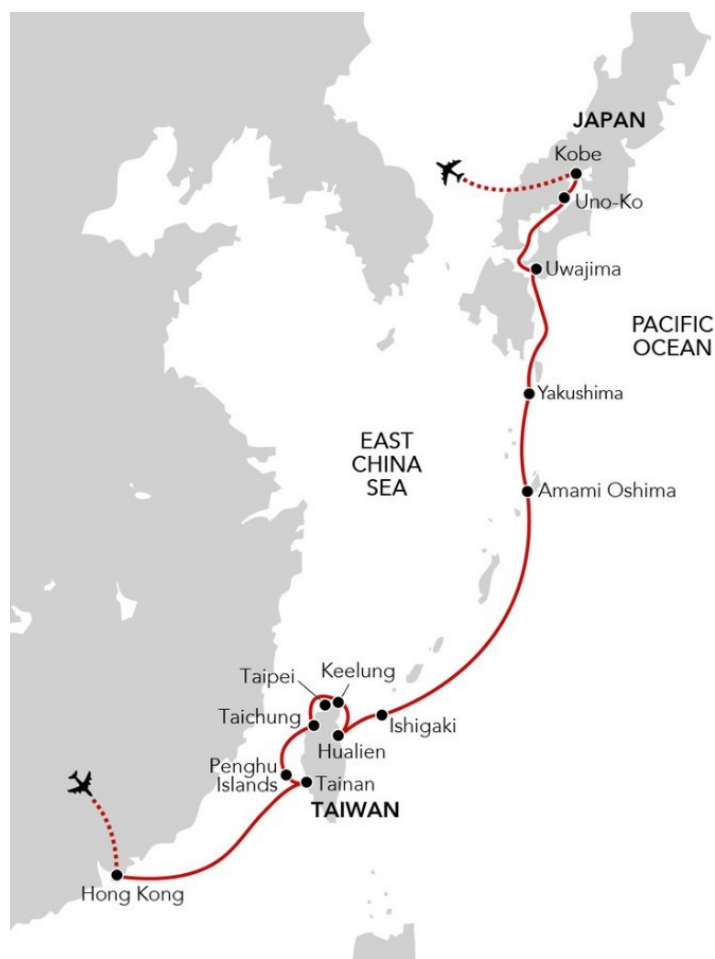 JAPAN
Kobe
Uno-Ko
Uwajima
PACIFIC
OCEAN
Yakushima
EAST
CHINA
SEA
Amami Oshima
Taipei
Keelung
Taichung
Ishigaki
Hualien
Penghu
Islands
Tainan
TAIWAN
Hong Kong